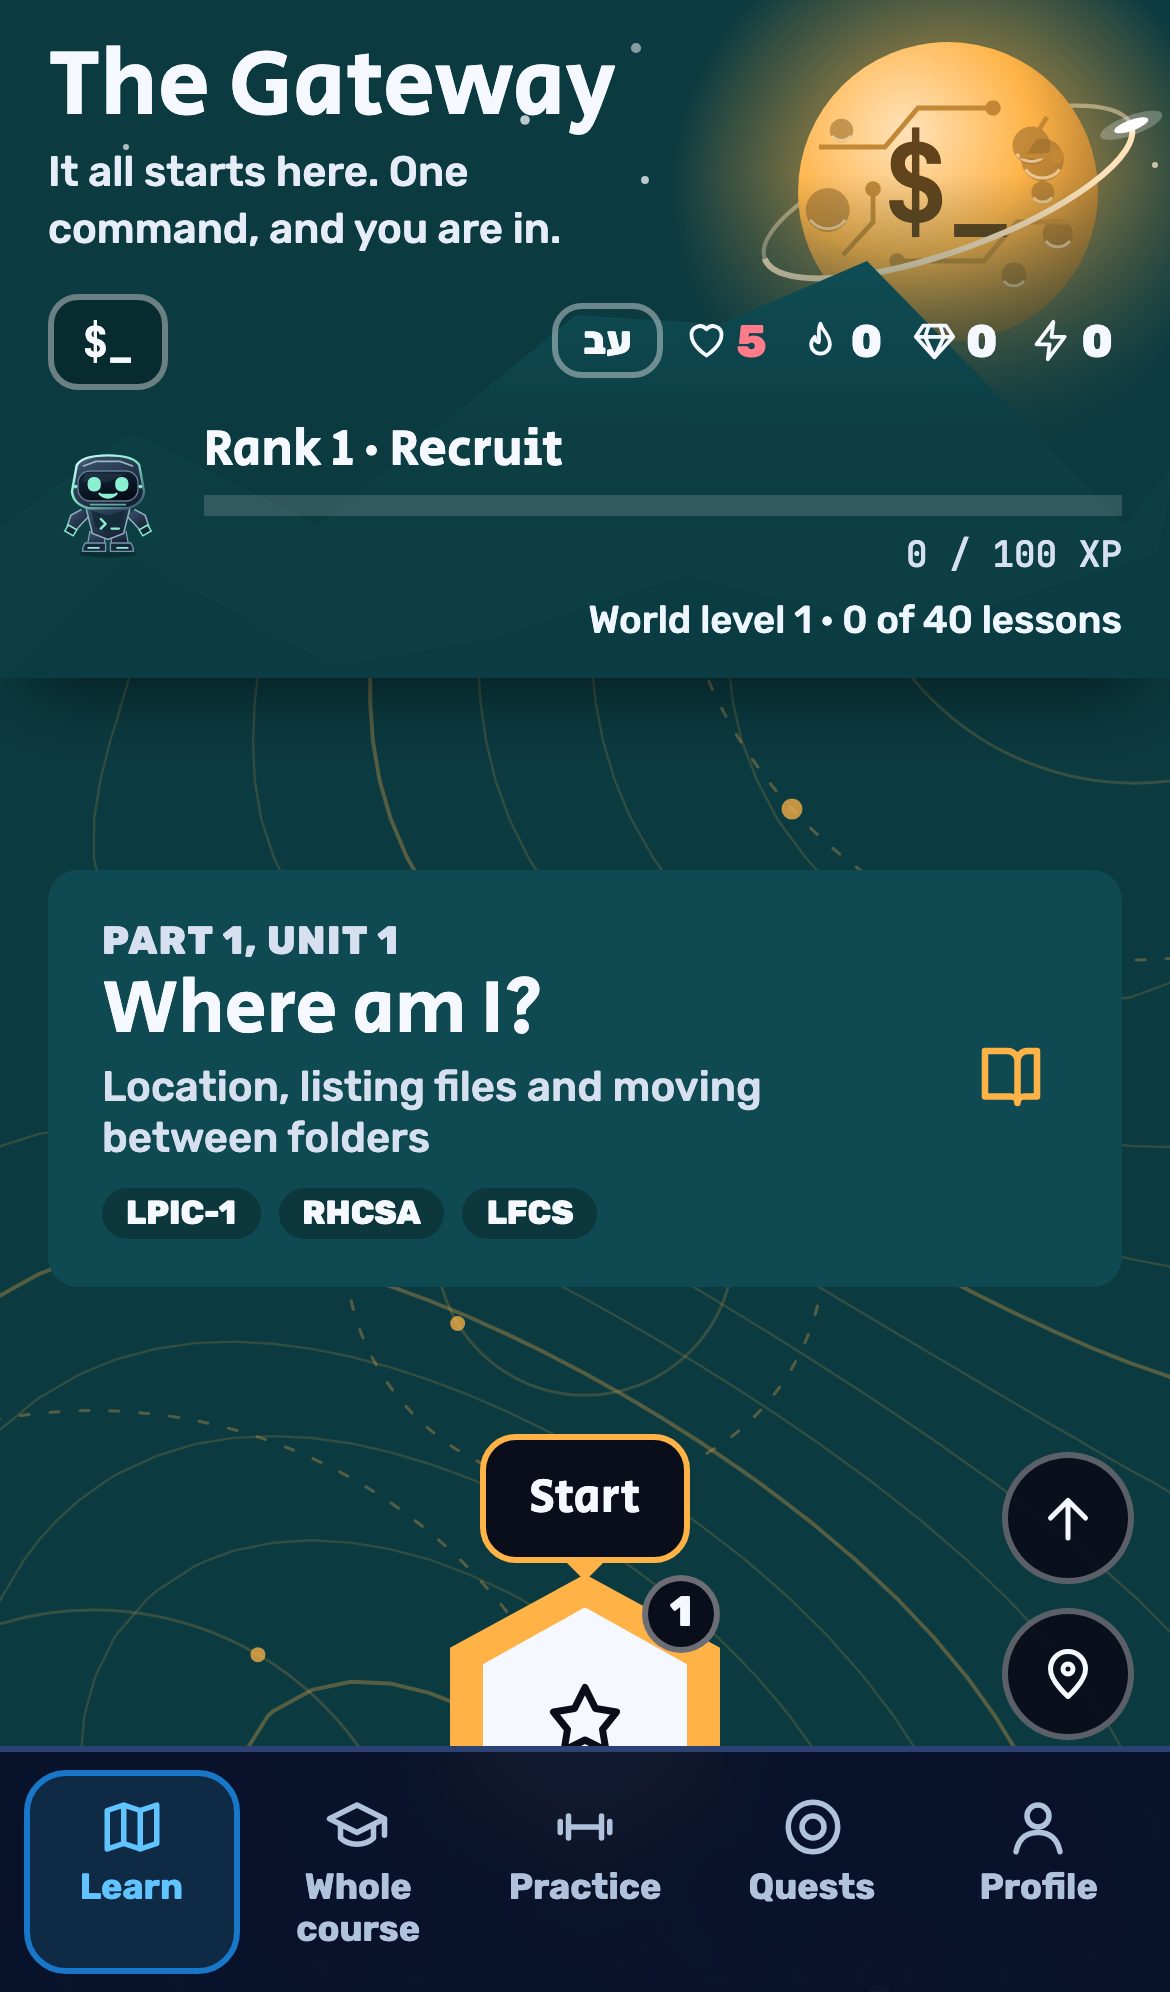 The Gateway
It all starts here. One
command, and you are in.
$_
$_
עב
5
0
0
0
Rank 1 • Recruit
0 / 100 XP
World level 1 • 0 of 40 lessons
PART 1, UNIT 1
Where am I?
Location, listing files and moving
between folders
LPIC-1 RHCSA LFCS
Start
1
Learn
Whole
course
Practice
Quests
Profile